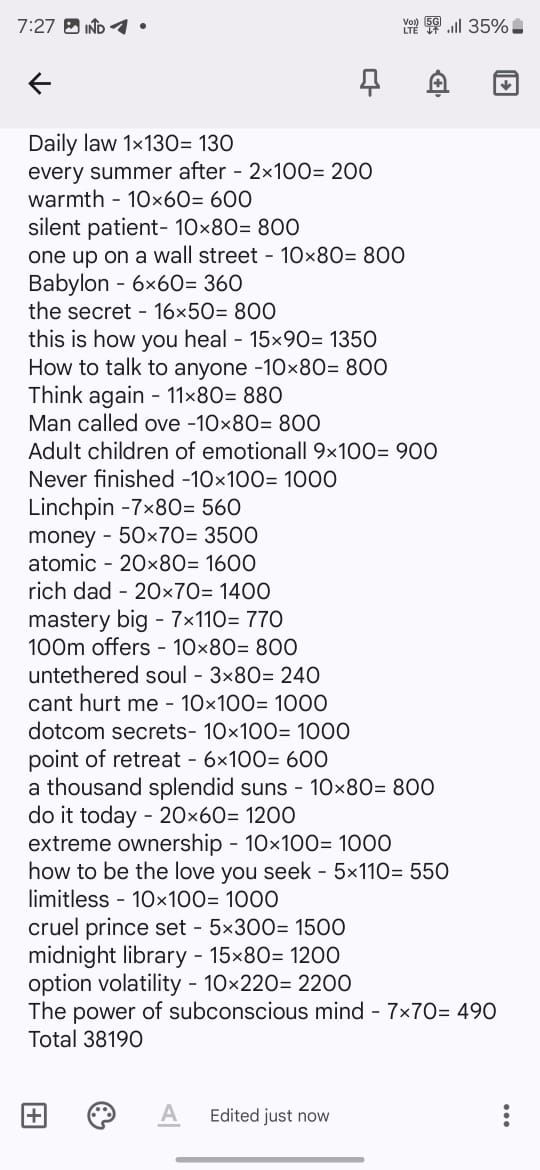 7:27 IND Vo)) LTE 5G 35%
Daily law 1×130= 130
every summer after - 2×100= 200
warmth - 10×60= 600
silent patient- 10×80= 800
one up on a wall street - 10×80= 800
Babylon - 6×60= 360
the secret - 16×50= 800
this is how you heal - 15×90= 1350
How to talk to anyone -10×80= 800
Think again - 11×80= 880
Man called ove -10×80= 800
Adult children of emotionall 9×100= 900
Never finished -10×100= 1000
Linchpin -7×80= 560
money - 50×70= 3500
atomic - 20×80= 1600
rich dad - 20×70= 1400
mastery big - 7×110= 770
100m offers - 10×80= 800
untethered soul - 3×80= 240
cant hurt me - 10×100= 1000
dotcom secrets- 10×100= 1000
point of retreat - 6×100= 600
a thousand splendid suns - 10×80= 800
do it today - 20×60= 1200
extreme ownership - 10×100= 1000
how to be the love you seek - 5×110= 550
limitless - 10×100= 1000
cruel prince set - 5×300= 1500
midnight library - 15×80= 1200
option volatility - 10×220= 2200
The power of subconscious mind - 7×70= 490
Total 38190
A Edited just now